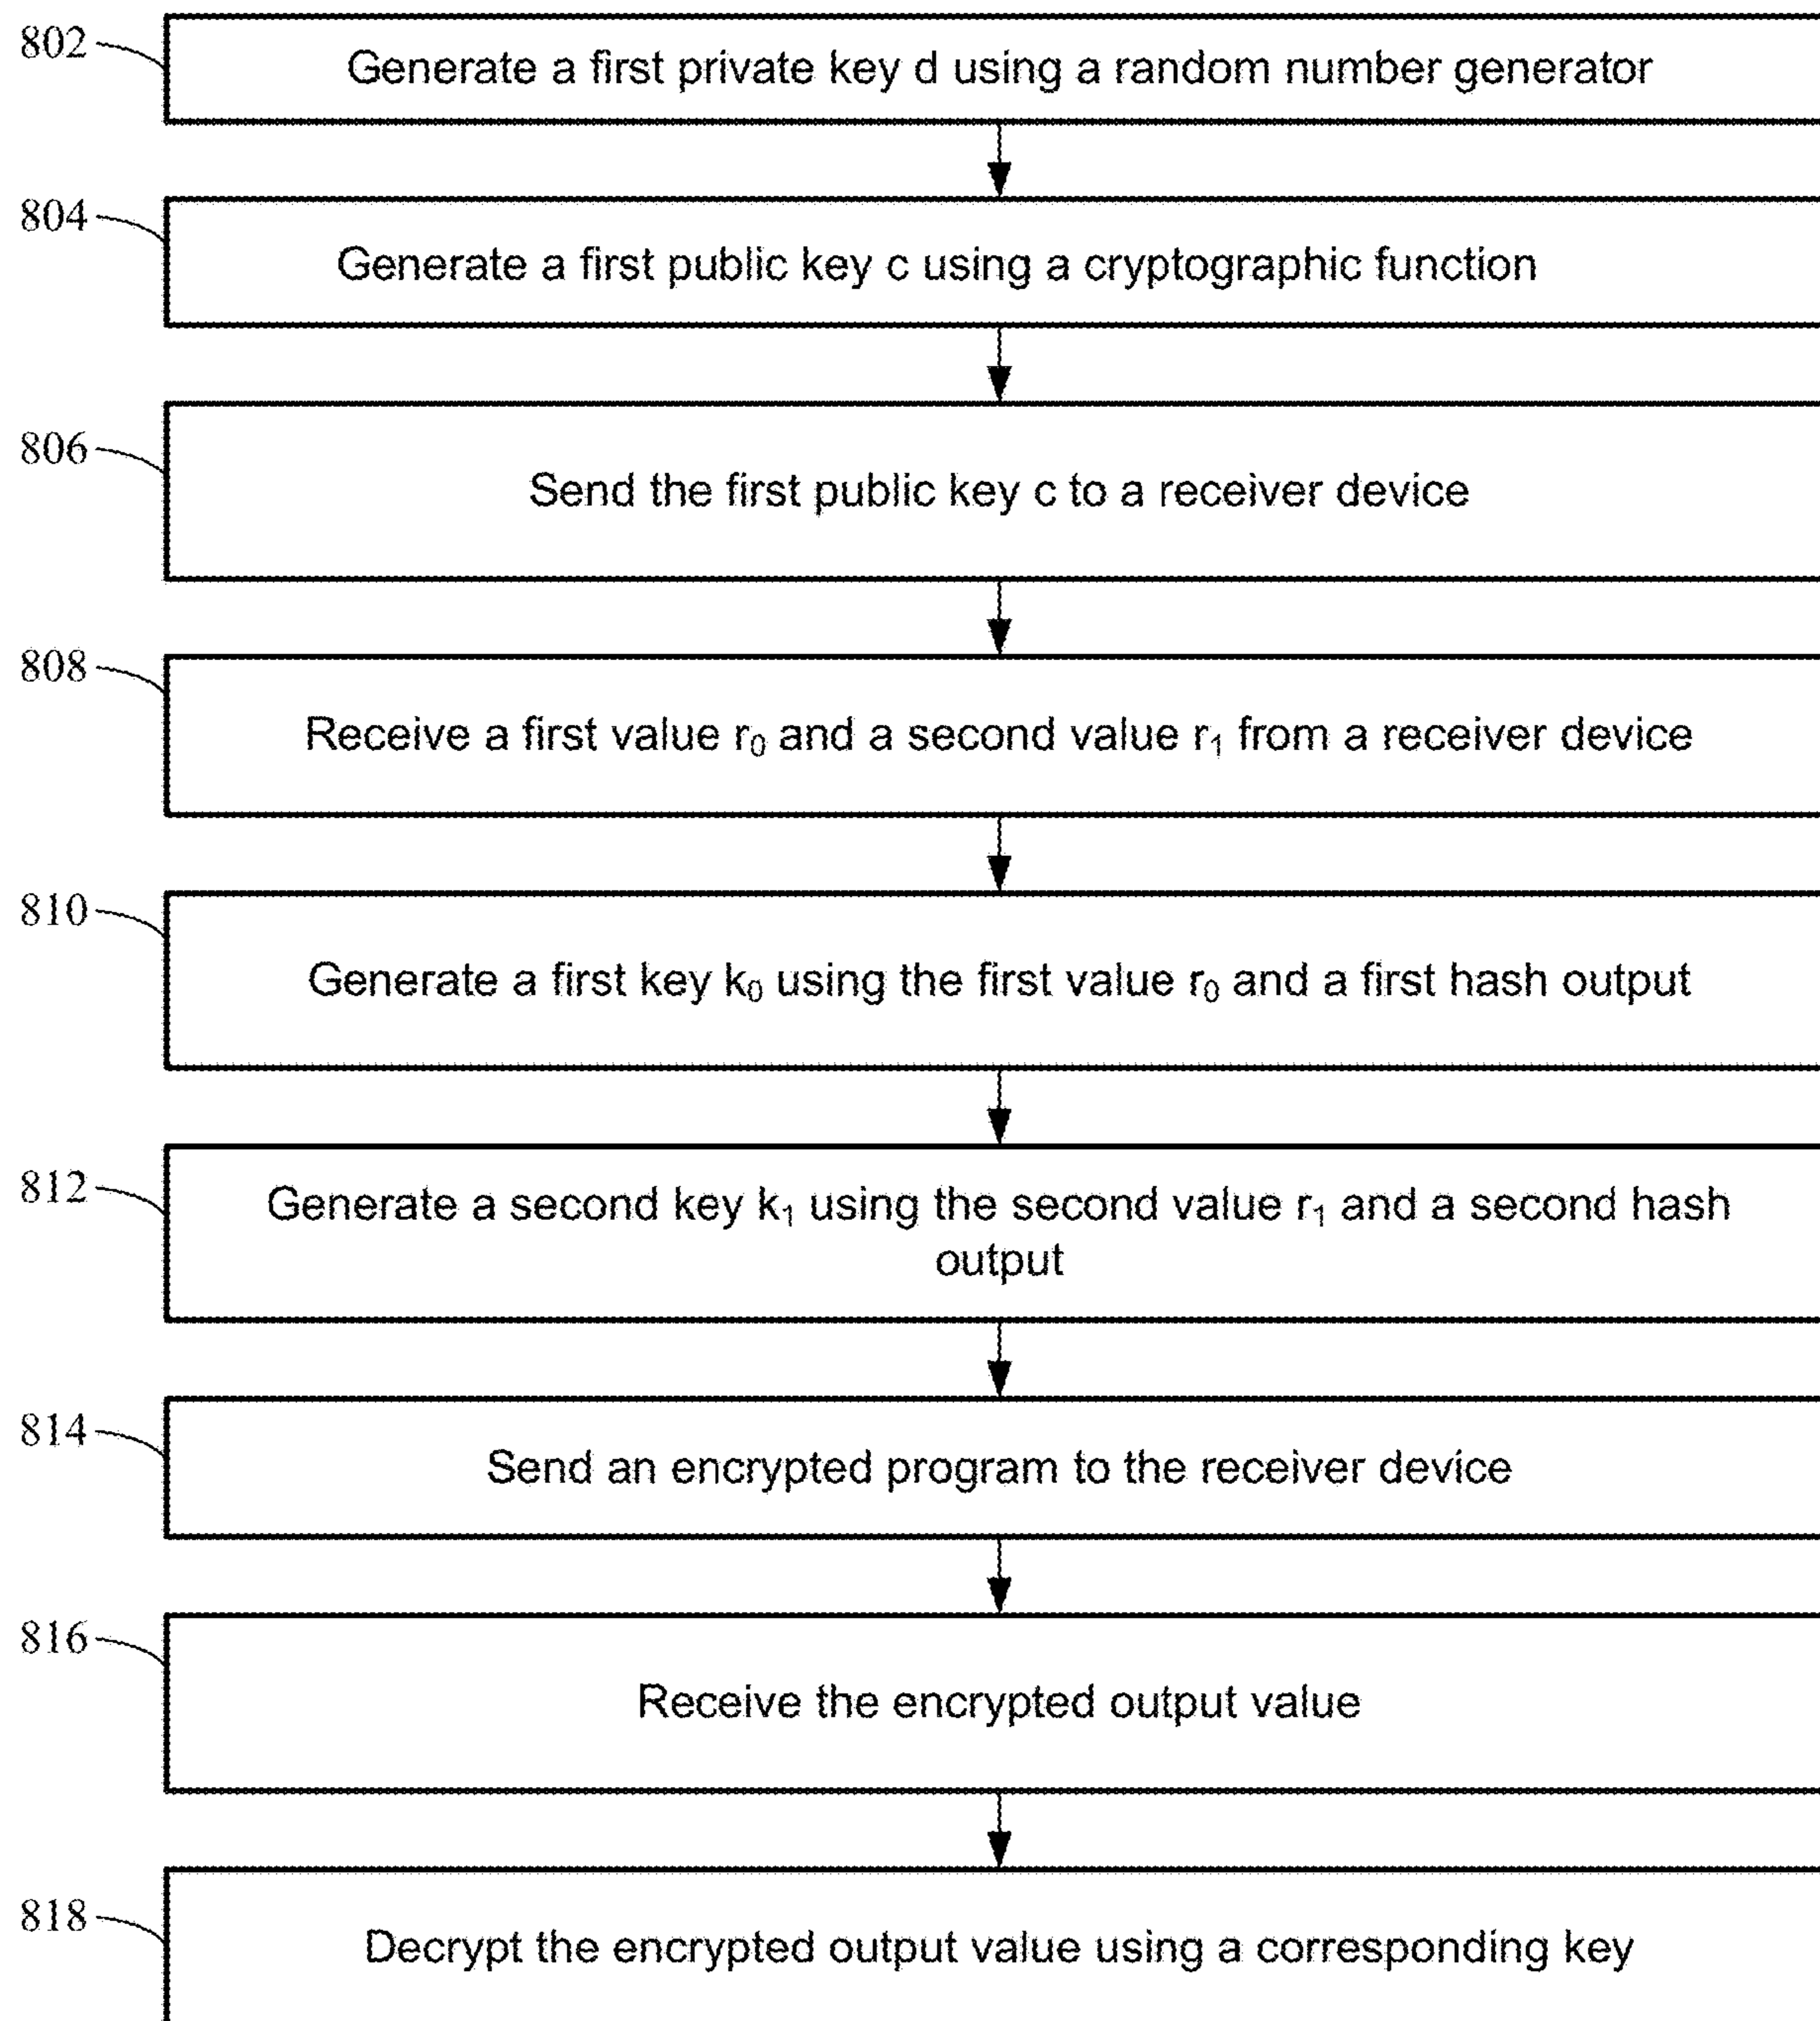 802
Generate a first private key d using a random number generator
804
Generate a first public key c using a cryptographic function
806
Send the first public key c to a receiver device
808
Receive a first value r₀ and a second value r₁ from a receiver device
810
Generate a first key k₀ using the first value r₀ and a first hash output
812
Generate a second key k₁ using the second value r₁ and a second hash
output
814
Send an encrypted program to the receiver device
816
Receive the encrypted output value
818
Decrypt the encrypted output value using a corresponding key